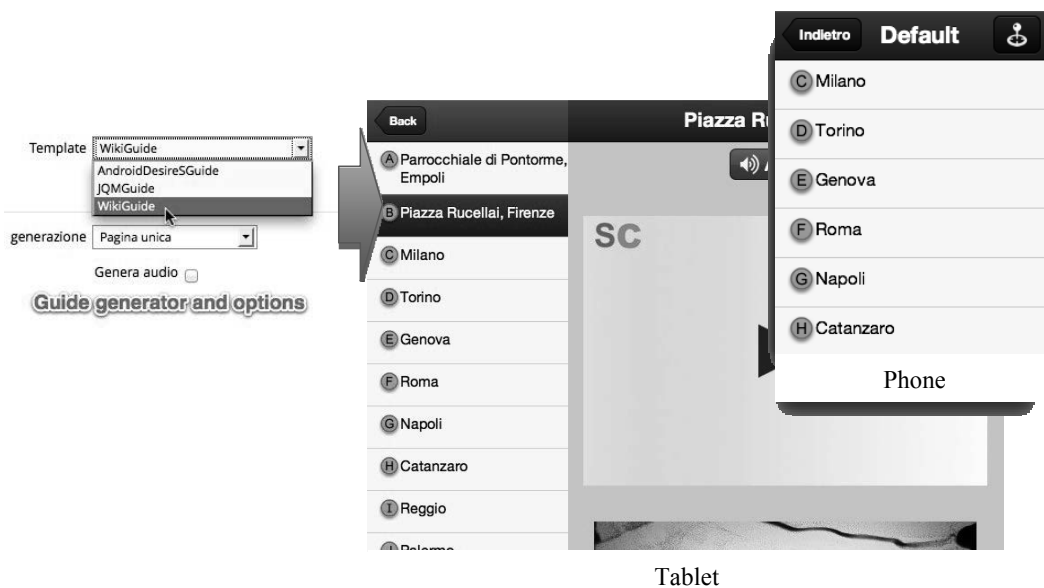 Template WikiGuide
AndroidDesireSGuide
JQMGuide
WikiGuide
generazione Pagina unica
Genera audio
Guide generator and options
Back
Piazza R
A Parrocchiale di Pontorme,
Empoli
B Piazza Rucellai, Firenze
C Milano
D Torino
E Genova
F Roma
G Napoli
H Catanzaro
I Reggio
J Palermo
SC
Tablet
Indietro Default
C Milano
D Torino
E Genova
F Roma
G Napoli
H Catanzaro
Phone